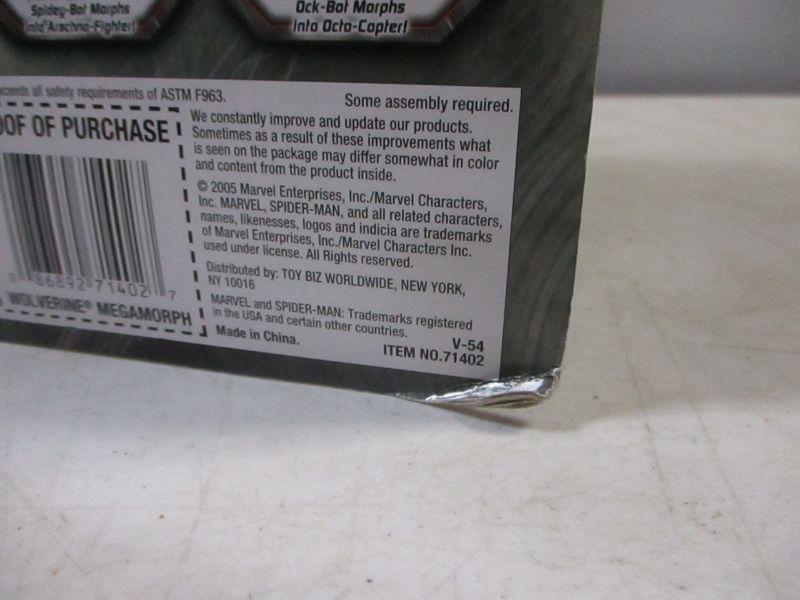 Spidey-Bot Morphs
into Arachno-Fighter!
Ock-Bot Morphs
into Octo-Copter!
exceeds all safety requirements of ASTM F963.
Some assembly required.
OOF OF PURCHASE
We constantly improve and update our products.
Sometimes as a result of these improvements what
is seen on the package may differ somewhat in color
and content from the product inside.
© 2005 Marvel Enterprises, Inc./Marvel Characters,
Inc. MARVEL, SPIDER-MAN, and all related characters,
names, likenesses, logos and indicia are trademarks
of Marvel Enterprises, Inc./Marvel Characters Inc.
used under license. All Rights reserved.
Distributed by: TOY BIZ WORLDWIDE, NEW YORK,
NY 10016
MARVEL and SPIDER-MAN: Trademarks registered
in the USA and certain other countries.
Made in China.
V-54
ITEM NO.71402
0 86892 71402 7
WOLVERINE® MEGAMORPH